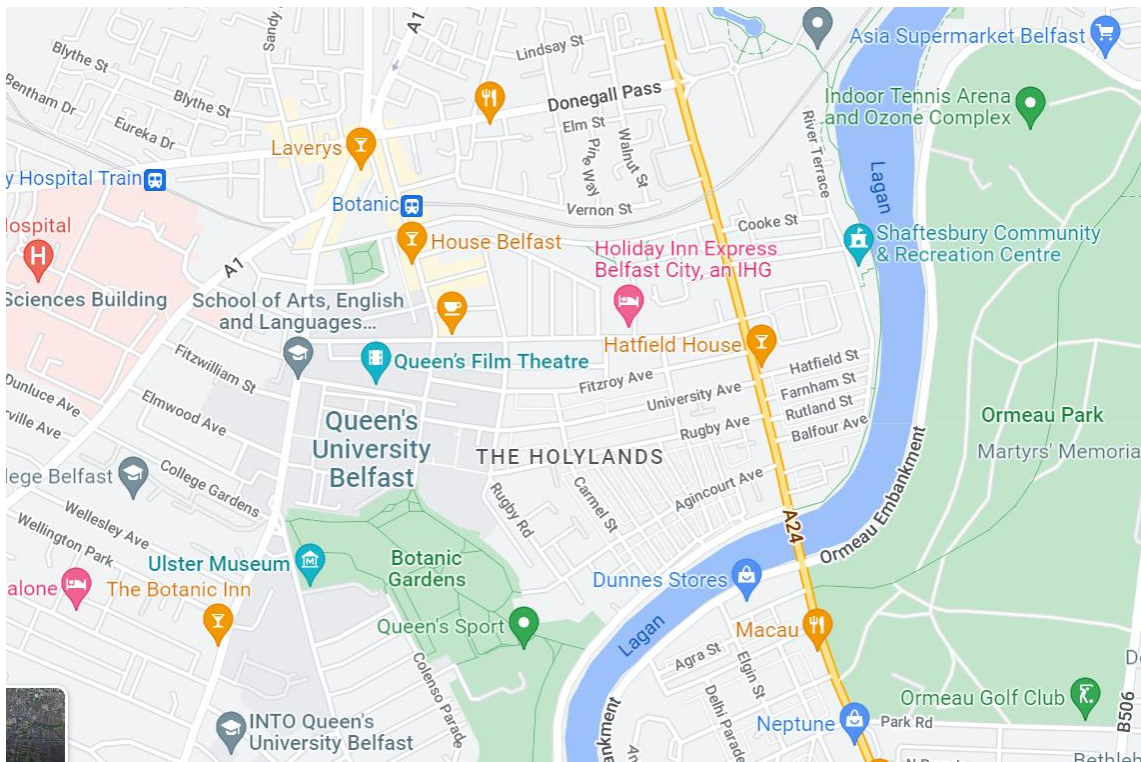 Sandy
A1
Lindsay St
Asia Supermarket Belfast
Blythe St
Blythe St
Bentham Dr
Eureka Dr
Donegall Pass
Elm St
Pine Way
Walnut St
Indoor Tennis Arena
and Ozone Complex
River Terrace
Lagan
Laverys
y Hospital Train
Botanic
Vernon St
Cooke St
House Belfast
Shaftesbury Community
& Recreation Centre
Holiday Inn Express
Belfast City, an IHG
ospital
H
A1
Sciences Building
School of Arts, English
and Languages...
Hatfield House
Queen's Film Theatre
Fitzwilliam St
Hatfield St
Fitzroy Ave
University Ave
Farnham St
Rutland St
Balfour Ave
Dunluce Ave
rville Ave
Elmwood Ave
Queen's
University
Belfast
Rugby Ave
Ormeau Park
Martyrs' Memoria
THE HOLYLANDS
lege Belfast
College Gardens
Rugby Rd
Carmel St
Agincourt Ave
Wellesley Ave
Wellington Park
A24
Ormeau Embankment
Ulster Museum
Botanic
Gardens
Dunnes Stores
alone
The Botanic Inn
Queen's Sport
Lagan
Macau
Agra St
Elgin St
Colenso Parade
Delhi Parade
Ormeau Golf Club
B506
INTO Queen's
University Belfast
Neptune
Park Rd
ankment
Bethleh